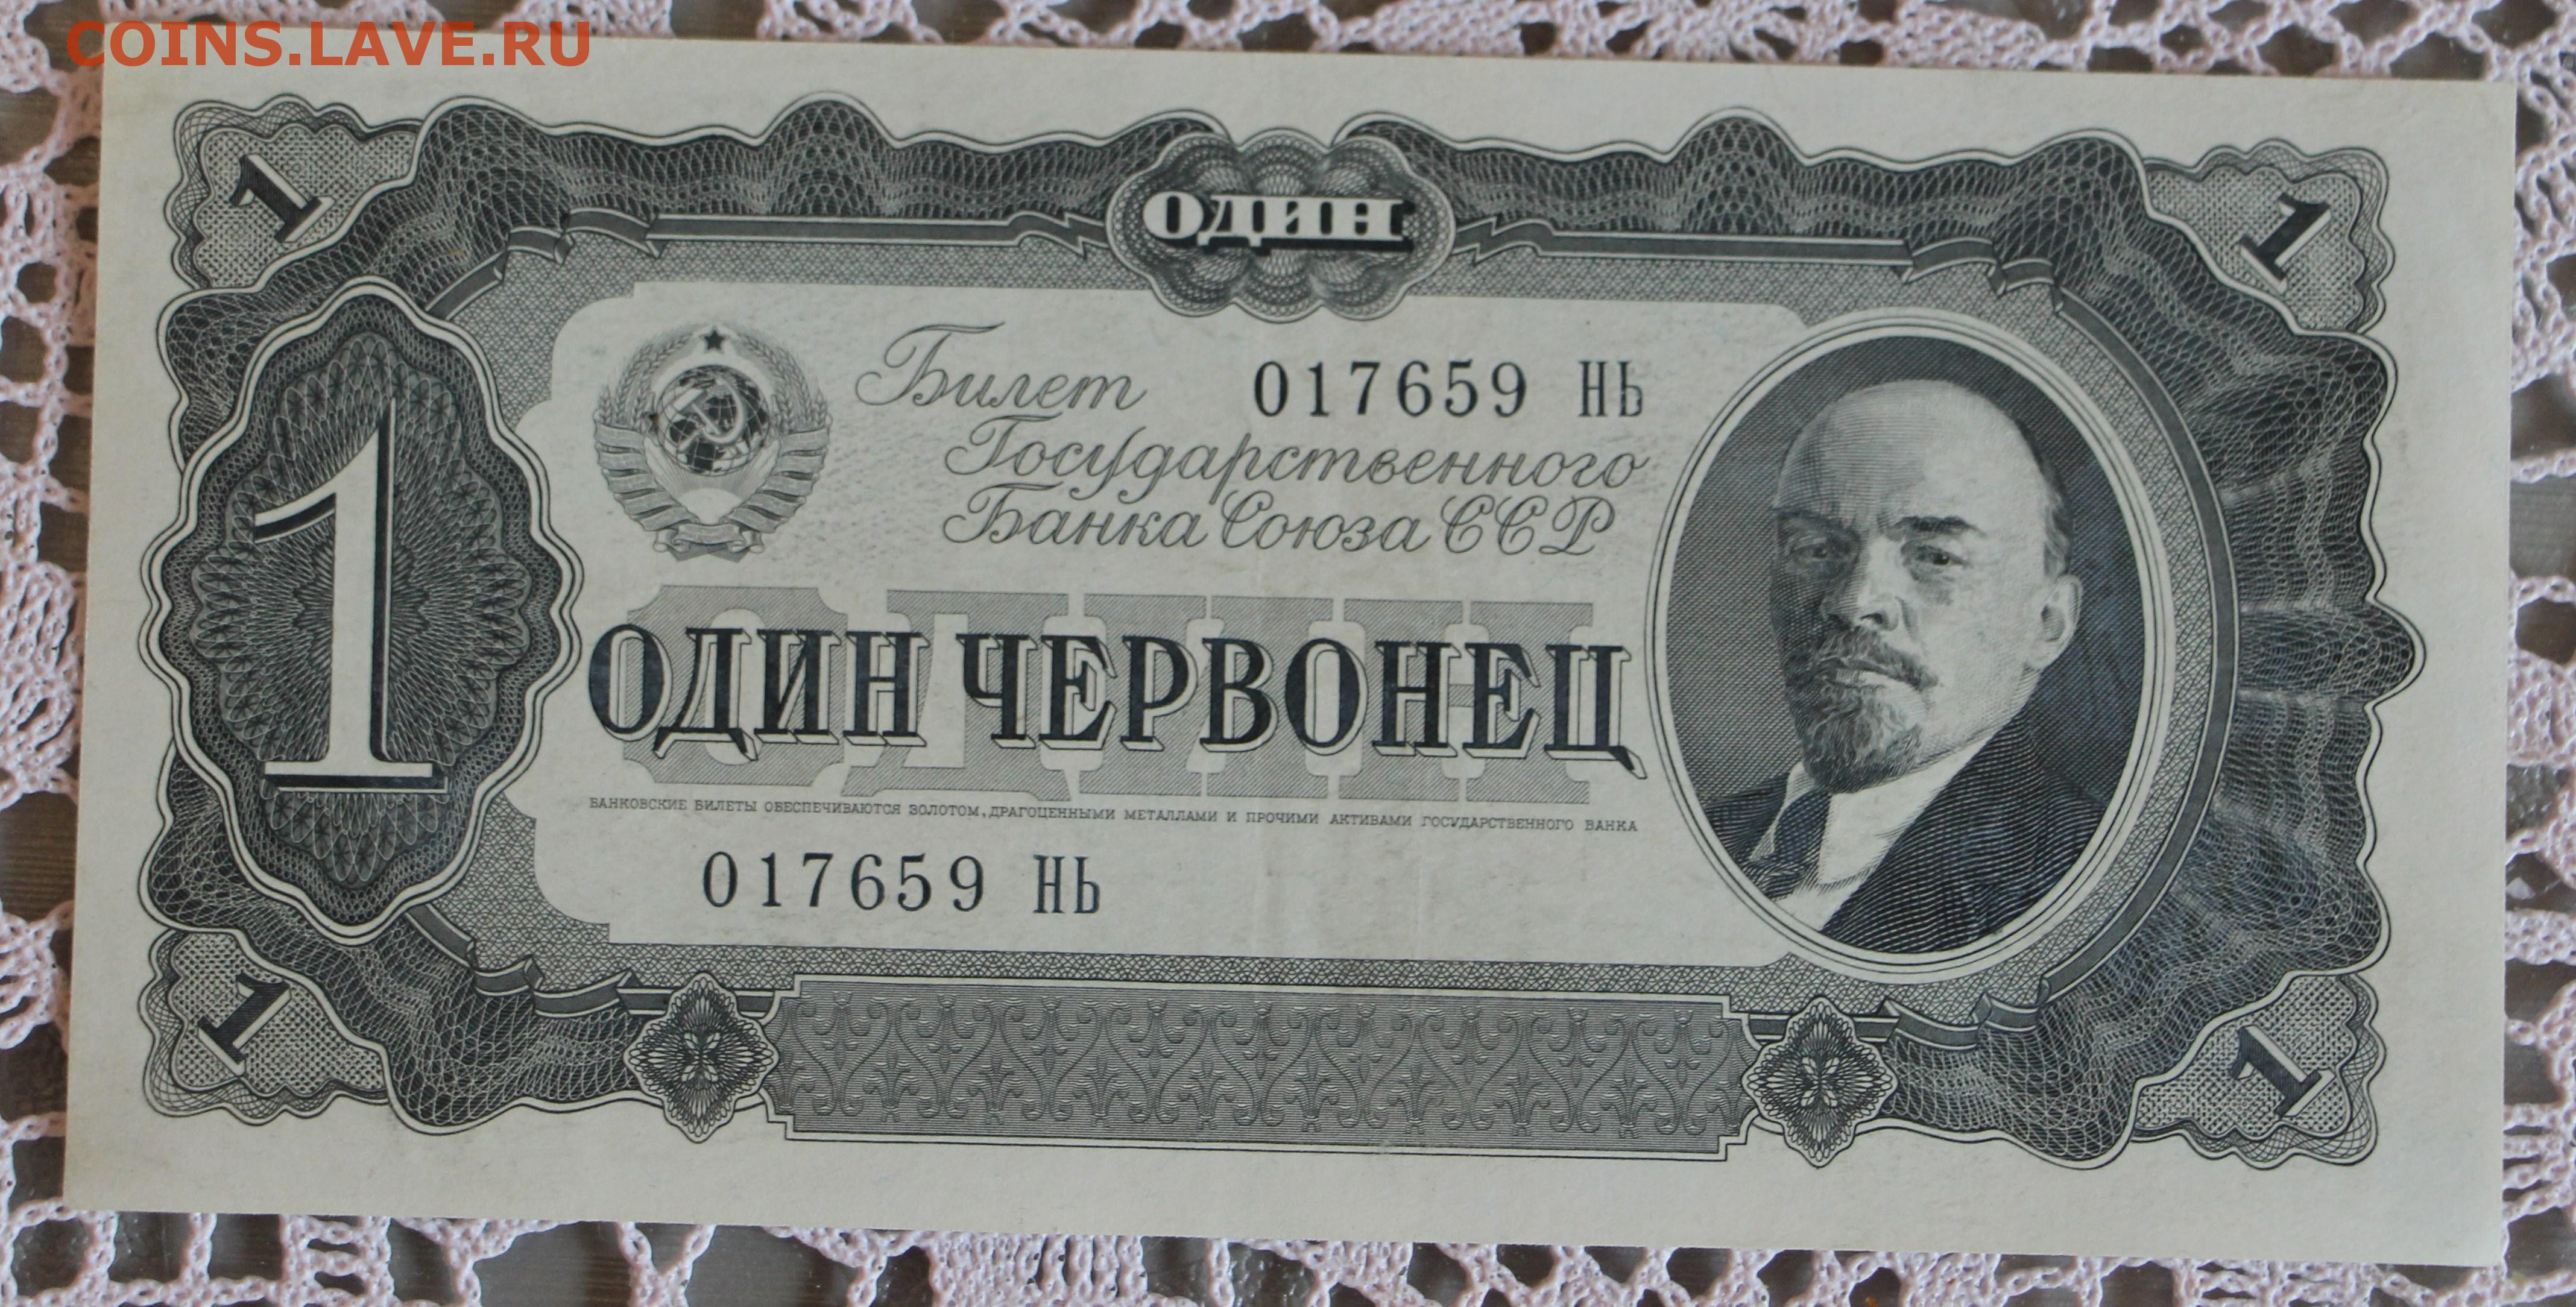 COINS.LAVE.RU
1
1
ОДИН
Билет
017659 НЬ
Государственного
Банка Союза ССР
1
ОДИН
ОДИН ЧЕРВОНЕЦ
БАНКОВСКИЕ БИЛЕТЫ ОБЕСПЕЧИВАЮТСЯ ЗОЛОТОМ, ДРАГОЦЕННЫМИ МЕТАЛЛАМИ И ПРОЧИМИ АКТИВАМИ ГОСУДАРСТВЕННОГО БАНКА
017659 НЬ
1
1